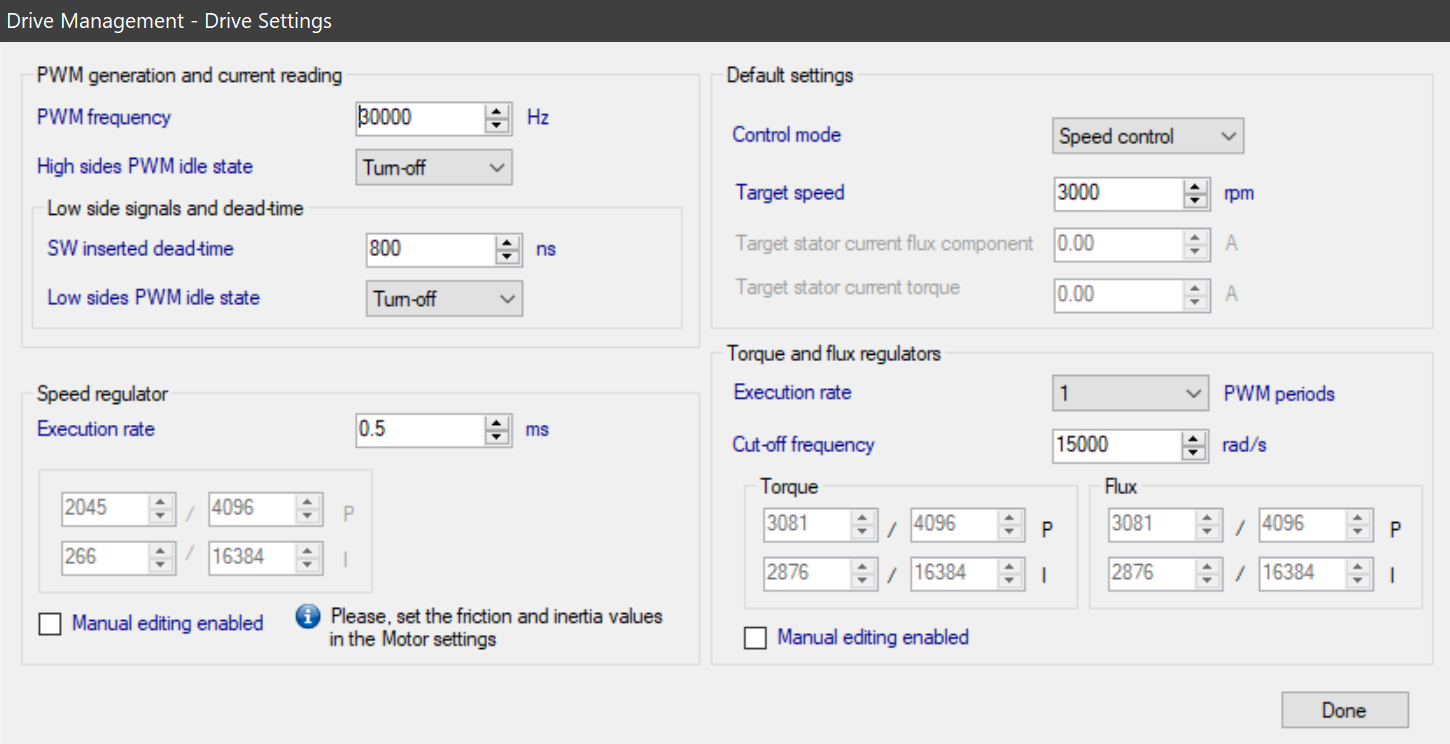 Drive Management - Drive Settings
PWM generation and current reading
PWM frequency 30000 Hz
High sides PWM idle state Turn-off
Low side signals and dead-time
SW inserted dead-time 800 ns
Low sides PWM idle state Turn-off
Speed regulator
Execution rate 0.5 ms
2045 / 4096 P
266 / 16384 I
Manual editing enabled
Please, set the friction and inertia values
in the Motor settings
Default settings
Control mode Speed control
Target speed 3000 rpm
Target stator current flux component 0.00 A
Target stator current torque 0.00 A
Torque and flux regulators
Execution rate 1 PWM periods
Cut-off frequency 15000 rad/s
Torque
3081 / 4096 P
2876 / 16384 I
Flux
3081 / 4096 P
2876 / 16384 I
Manual editing enabled
Done